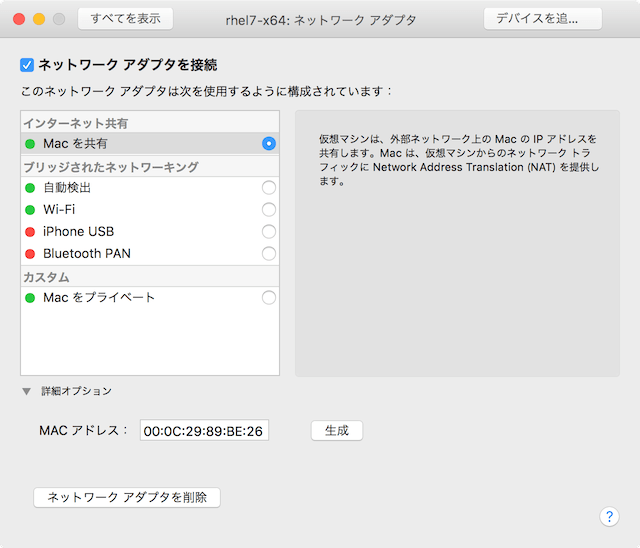 すべてを表示
rhel7-x64: ネットワーク アダプタ
デバイスを追...
ネットワーク アダプタを接続
このネットワーク アダプタは次を使用するように構成されています：
インターネット共有
Mac を共有
ブリッジされたネットワーキング
自動検出
Wi-Fi
iPhone USB
Bluetooth PAN
カスタム
Mac をプライベート
仮想マシンは、外部ネットワーク上の Mac の IP アドレスを
共有します。Mac は、仮想マシンからのネットワーク トラ
フィックに Network Address Translation (NAT) を提供し
ます。
詳細オプション
MAC アドレス：
00:0C:29:89:BE:26
生成
ネットワーク アダプタを削除
?